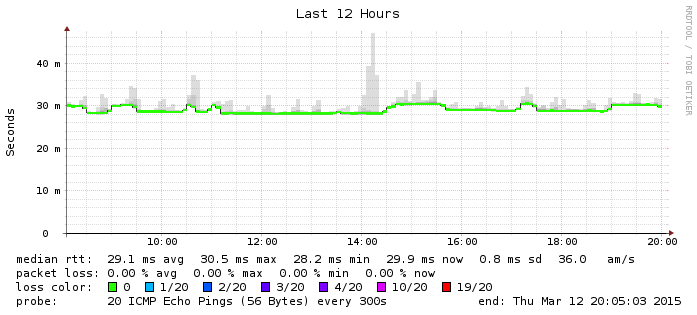 Last 12 Hours
RRDTOOL / TOBI OETIKER
Seconds
40 m
30 m
20 m
10 m
0
10:00 12:00 14:00 16:00 18:00 20:00
median rtt: 29.1 ms avg 30.5 ms max 28.2 ms min 29.9 ms now 0.8 ms sd 36.0 am/s
packet loss: 0.00 % avg 0.00 % max 0.00 % min 0.00 % now
loss color: 0 1/20 2/20 3/20 4/20 10/20 19/20
probe: 20 ICMP Echo Pings (56 Bytes) every 300s end: Thu Mar 12 20:05:03 2015